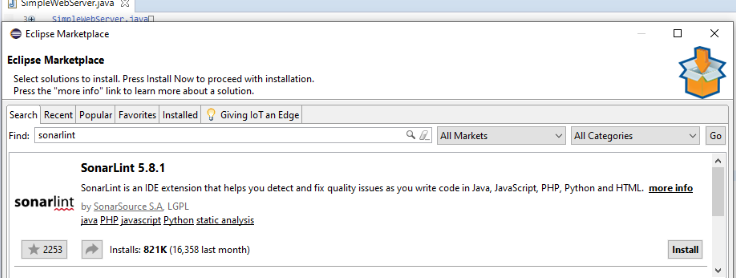 SimpleWebServer.java
3
SimpleWebServer.java
Eclipse Marketplace
Eclipse Marketplace
Select solutions to install. Press Install Now to proceed with installation.
Press the "more info" link to learn more about a solution.
Search Recent Popular Favorites Installed Giving IoT an Edge
Find: sonarlint All Markets All Categories Go
SonarLint 5.8.1
SonarLint is an IDE extension that helps you detect and fix quality issues as you write code in Java, JavaScript, PHP, Python and HTML. more info
sonarlint
by SonarSource S.A, LGPL
java PHP javascript Python static analysis
2253 Installs: 821K (16,358 last month) Install